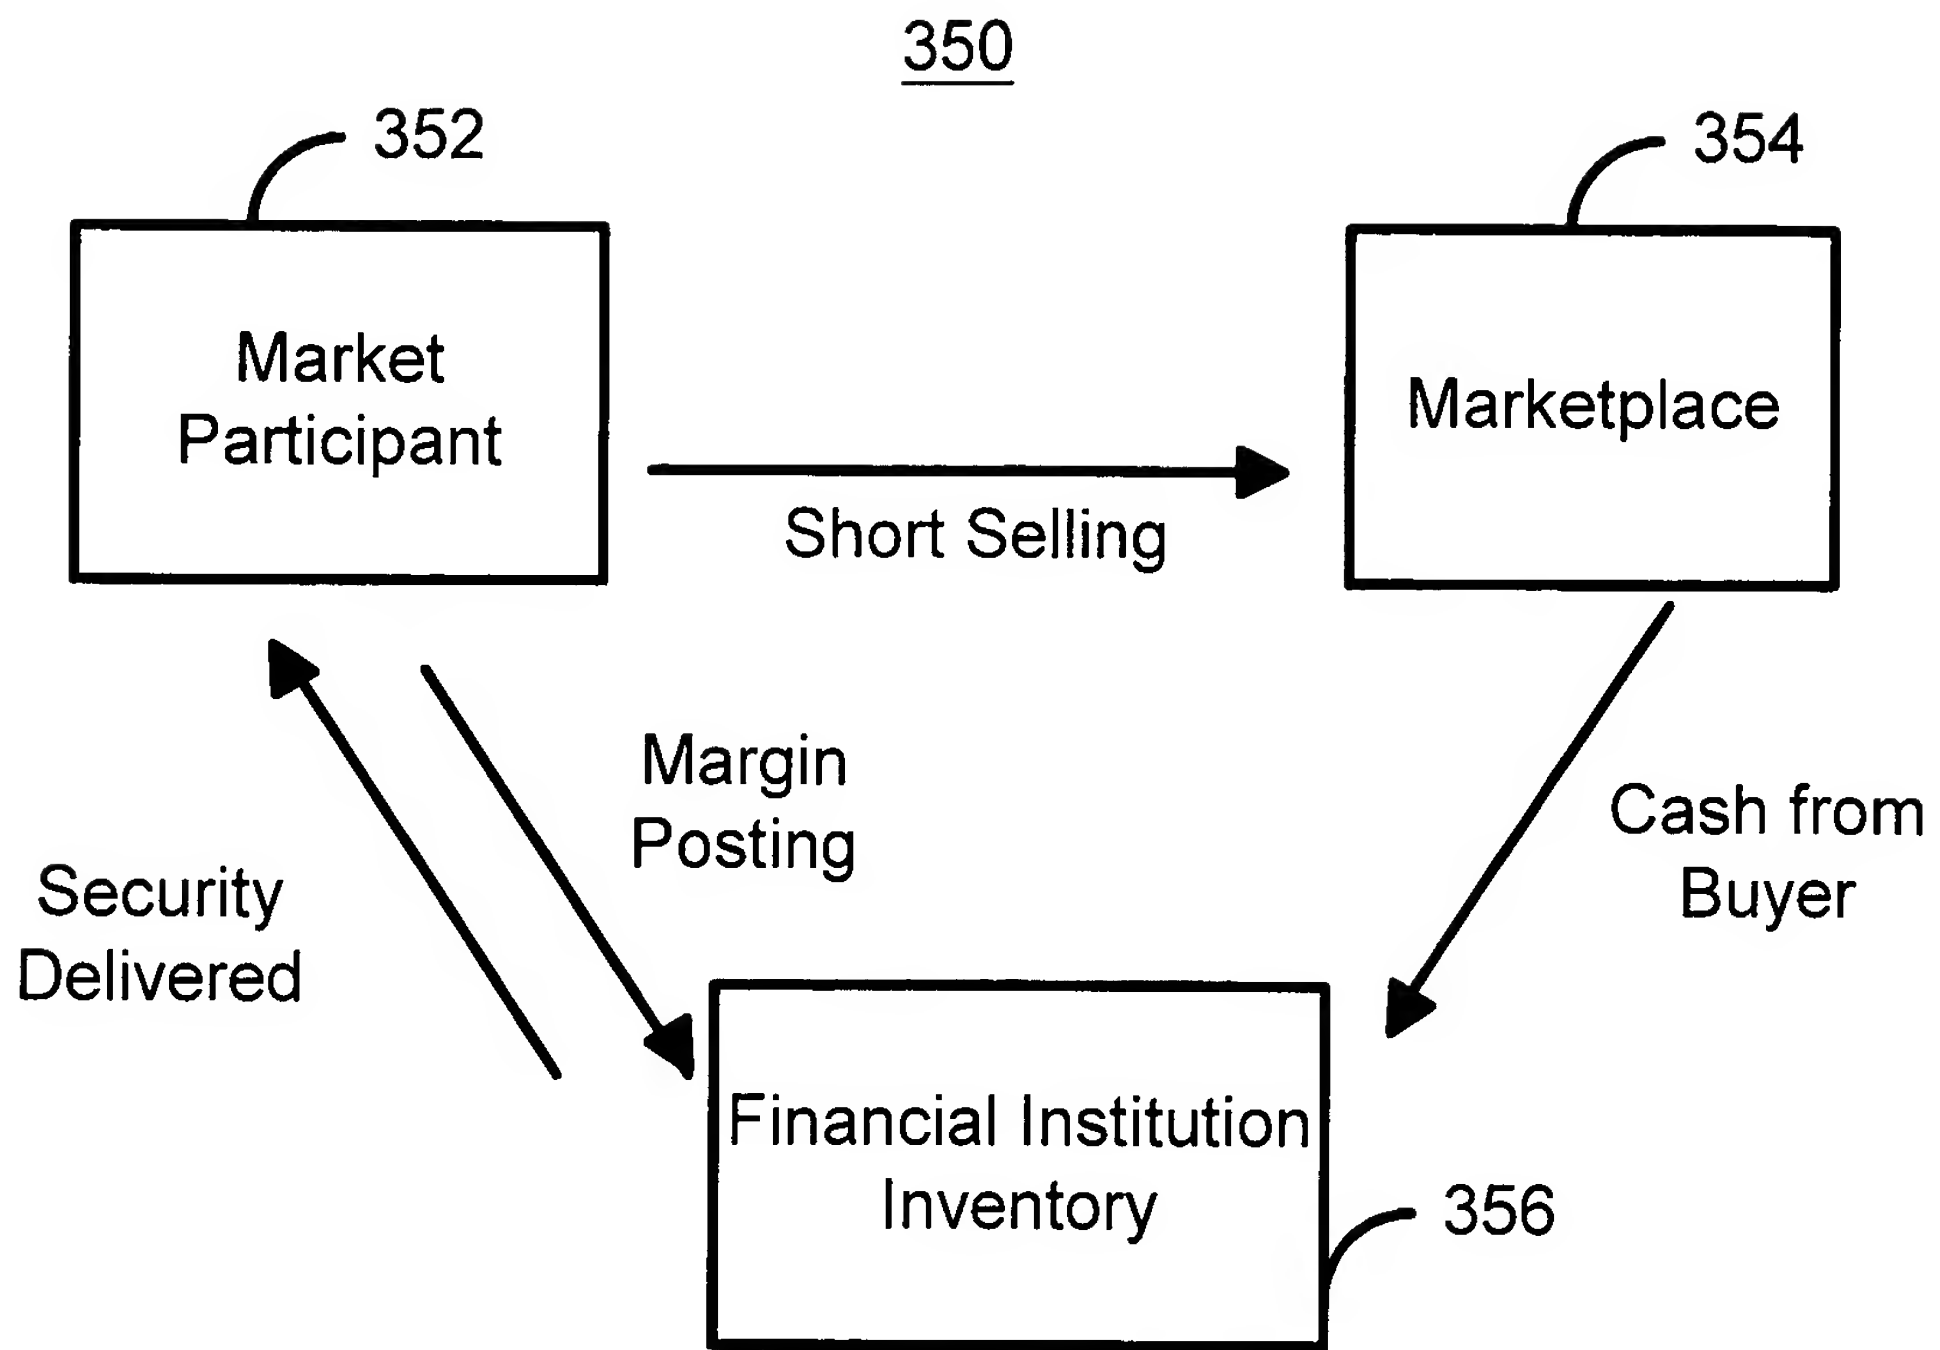 350
352
354
Market
Participant
Marketplace
Short Selling
Margin
Posting
Cash from
Buyer
Security
Delivered
Financial Institution
Inventory
356